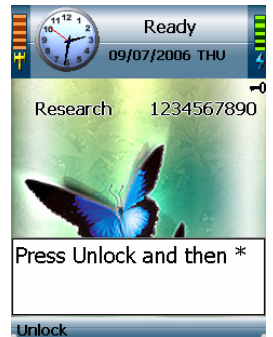 Ready
09/07/2006 THU
Research 1234567890
Press Unlock and then *
Unlock